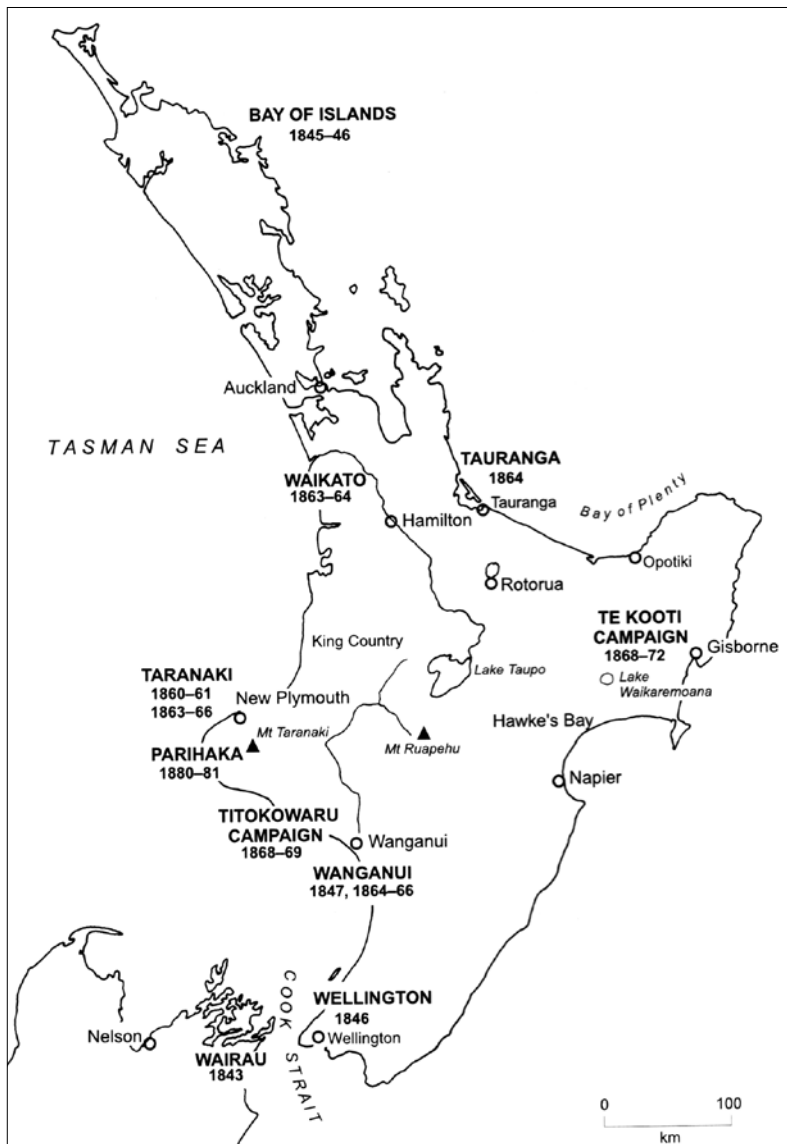 BAY OF ISLANDS
1845–46
Auckland
TASMAN SEA
WAIKATO
1863–64
TAURANGA
1864
Tauranga
Bay of Plenty
Hamilton
Opotiki
Rotorua
TE KOOTI
CAMPAIGN
1868–72
Gisborne
King Country
Lake Taupo
Lake
Waikaremoana
TARANAKI
1860–61
1863–66
New Plymouth
Mt Taranaki
Mt Ruapehu
Hawke's Bay
PARIHAKA
1880–81
Napier
TITOKOWARU
CAMPAIGN
1868–69
Wanganui
WANGANUI
1847, 1864–66
COOK STRAIT
WELLINGTON
1846
Wellington
Nelson
WAIRAU
1843
0 100
km